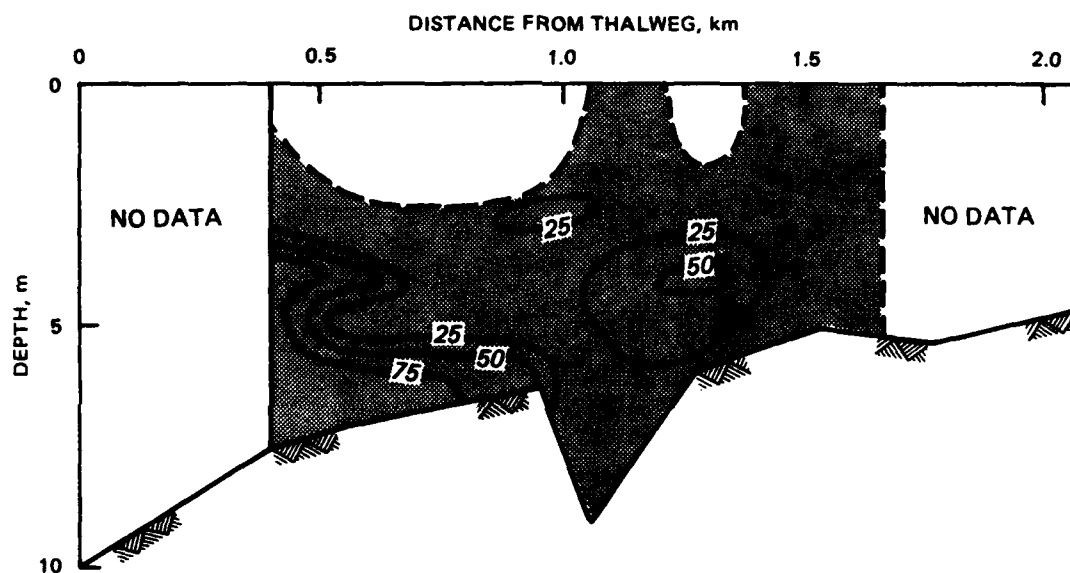 DISTANCE FROM THALWEG, km
0 0.5 1.0 1.5 2.0
0
NO DATA
NO DATA
25
25
50
DEPTH, m
5
25
50
75
10